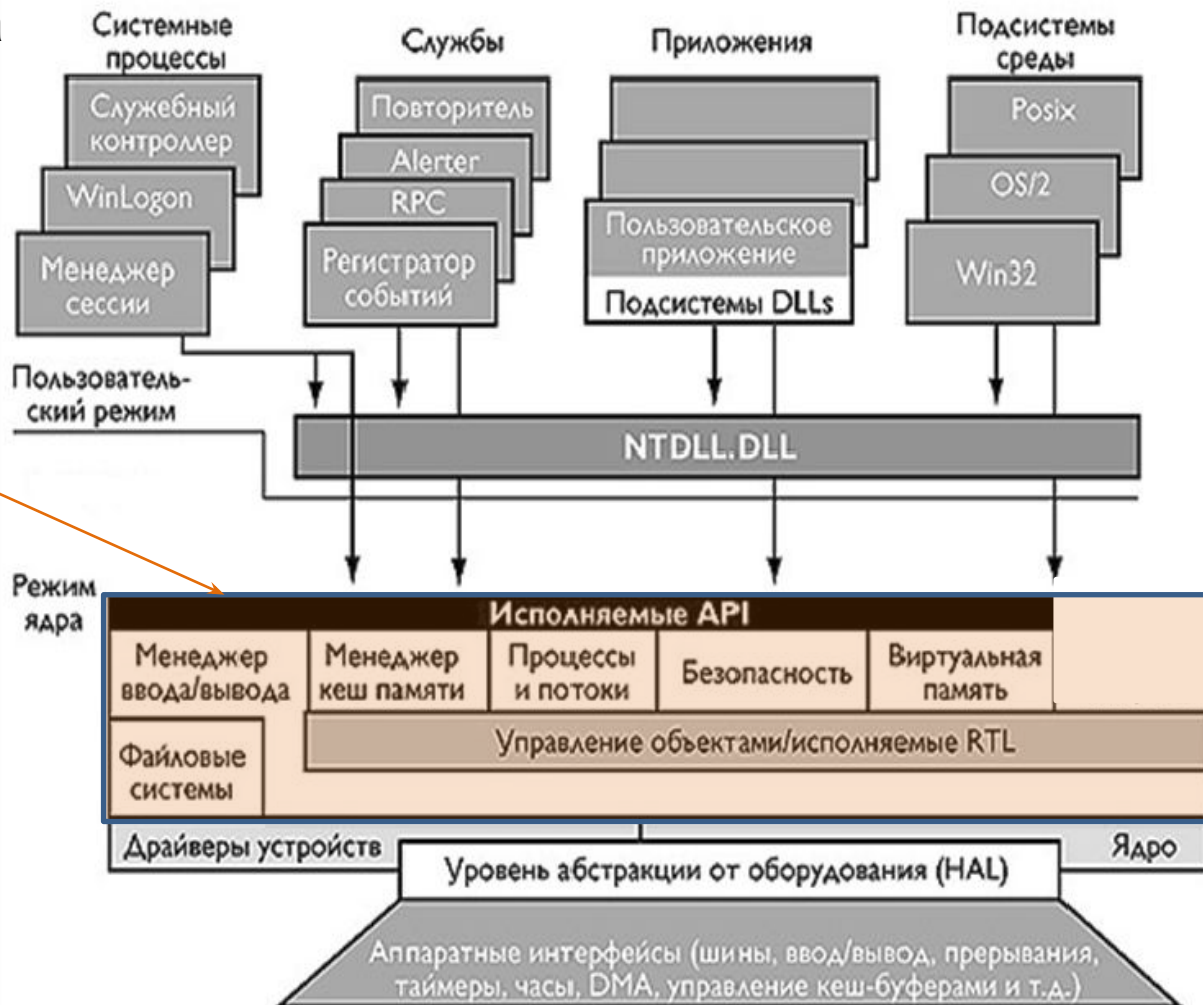 Системные
процессы
Службы
Приложения
Подсистемы
среды
Служебный
контроллер
WinLogon
Менеджер
сессии
Повторитель
Alerter
RPC
Регистратор
событий
Пользовательское
приложение
Подсистемы DLLs
Posix
OS/2
Win32
Пользователь-
ский режим
NTDLL.DLL
Режим
ядра
Исполняемые API
Менеджер
ввода/вывода
Менеджер
кеш памяти
Процессы
и потоки
Безопасность
Виртуальная
память
Файловые
системы
Управление объектами/исполняемые RTL
Драйверы устройств
Ядро
Уровень абстракции от оборудования (HAL)
Аппаратные интерфейсы (шины, ввод/вывод, прерывания,
таймеры, часы, DMA, управление кеш-буферами и т.д.)